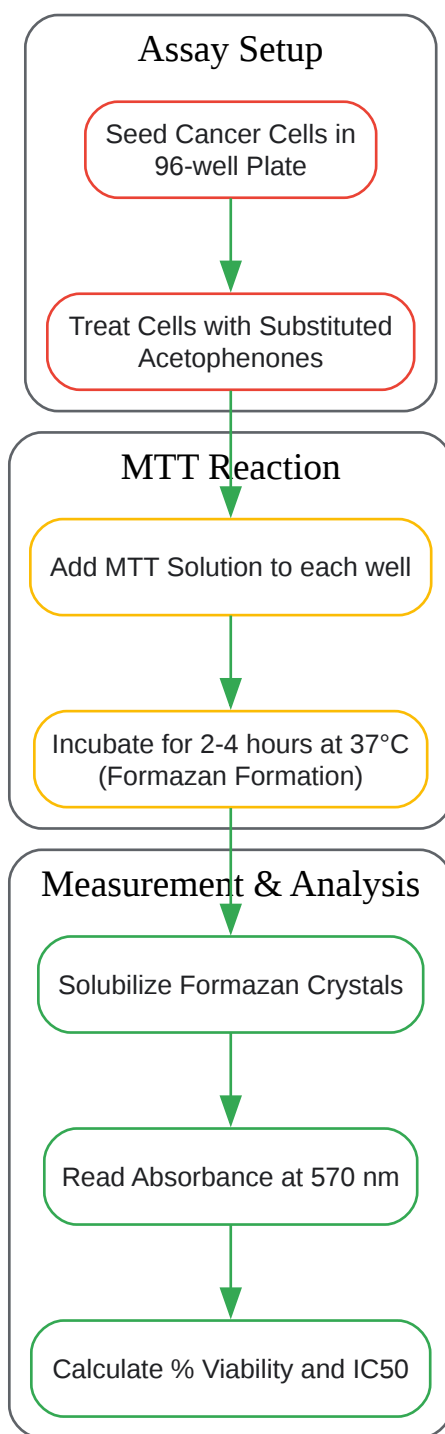 Assay Setup
Seed Cancer Cells in
96-well Plate
Treat Cells with Substituted
Acetophenones
MTT Reaction
Add MTT Solution to each well
Incubate for 2-4 hours at 37°C
(Formazan Formation)
Measurement & Analysis
Solubilize Formazan Crystals
Read Absorbance at 570 nm
Calculate % Viability and IC50